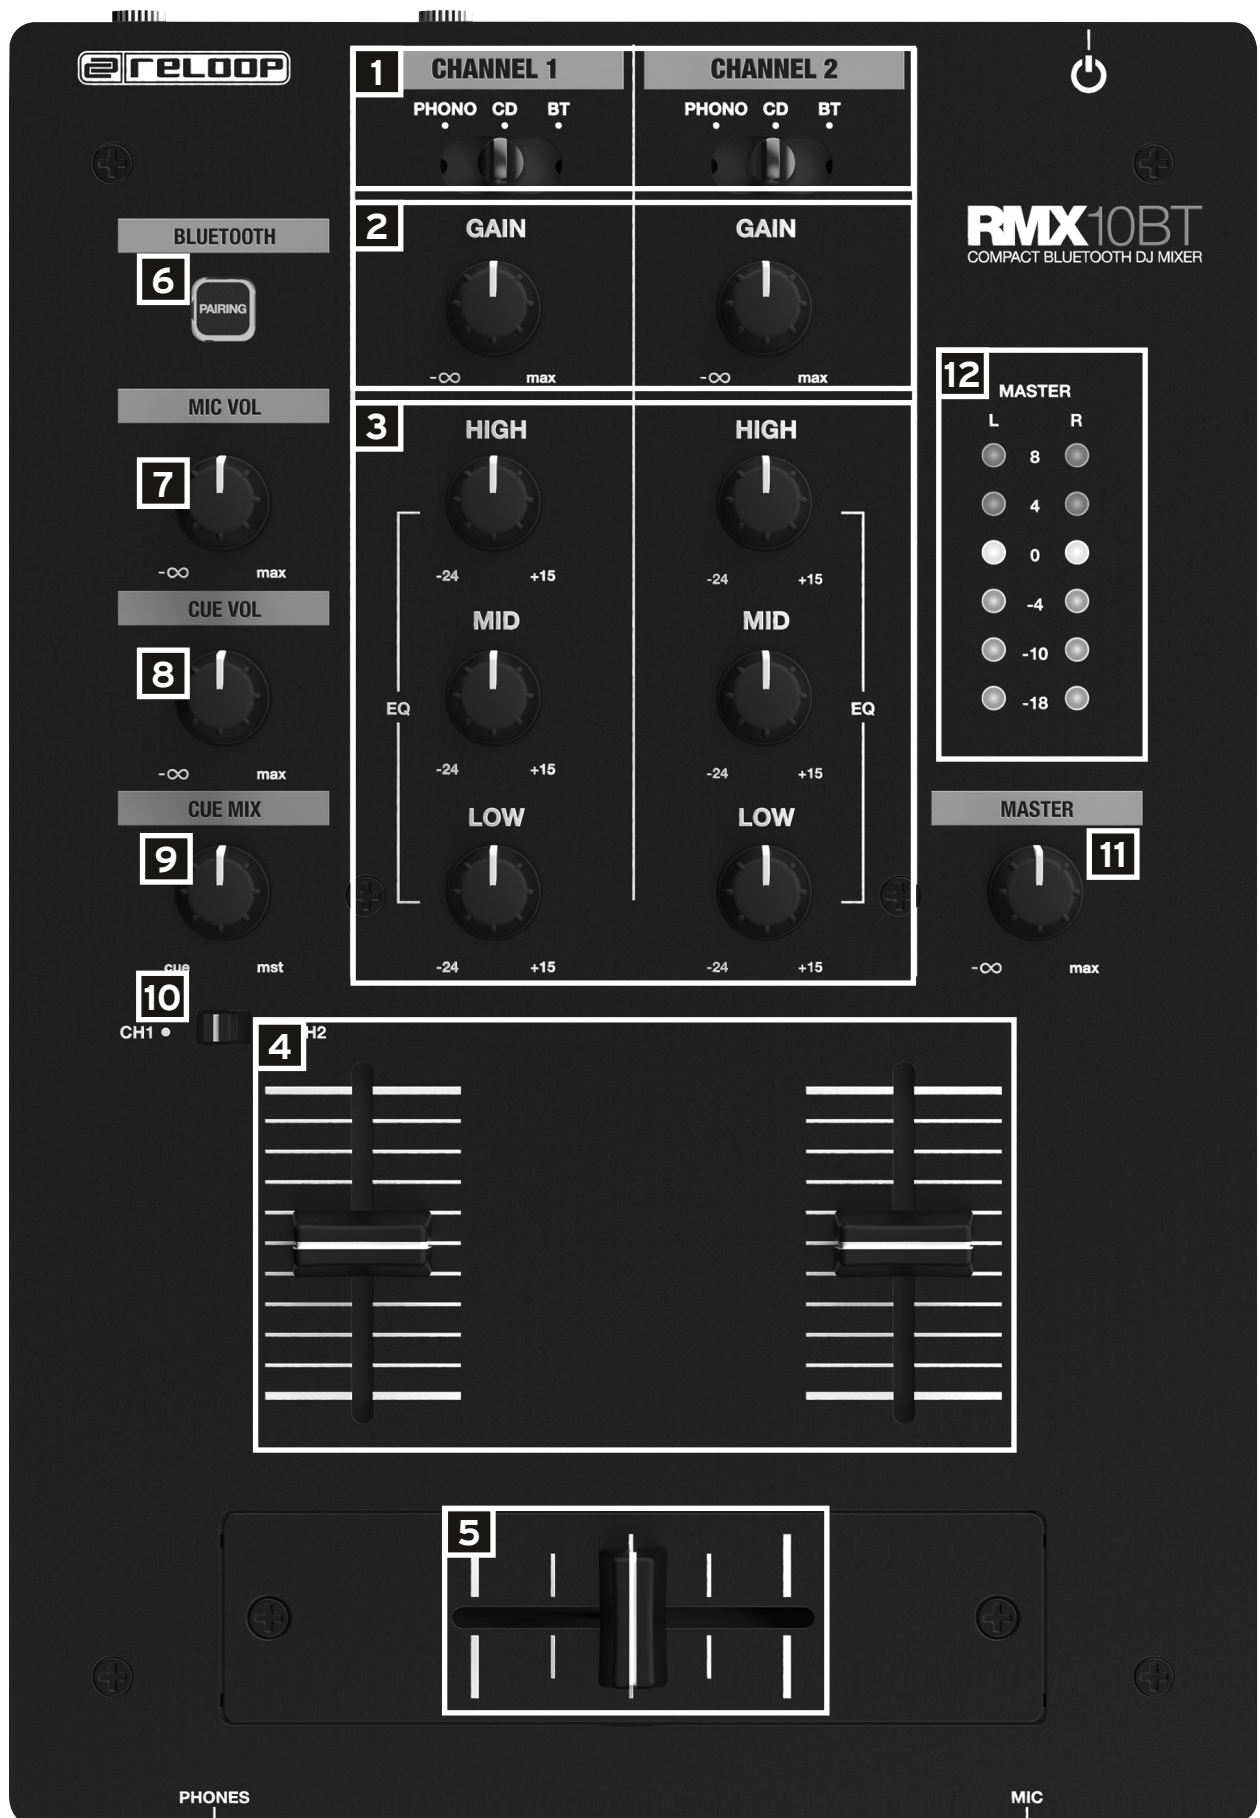 RELOOP
1 CHANNEL 1 CHANNEL 2
PHONO CD BT PHONO CD BT
RMX10BT
COMPACT BLUETOOTH DJ MIXER
BLUETOOTH
6
PAIRING
MIC VOL
7
-∞ max
CUE VOL
8
-∞ max
CUE MIX
9
cue mst
10
CH1 H2
2 GAIN GAIN
-∞ max -∞ max
3 HIGH HIGH
-24 +15 -24 +15
MID MID
EQ EQ
-24 +15 -24 +15
LOW LOW
-24 +15 -24 +15
12
MASTER
L R
8
4
0
-4
-10
-18
MASTER
11
-∞ max
4
5
PHONES MIC